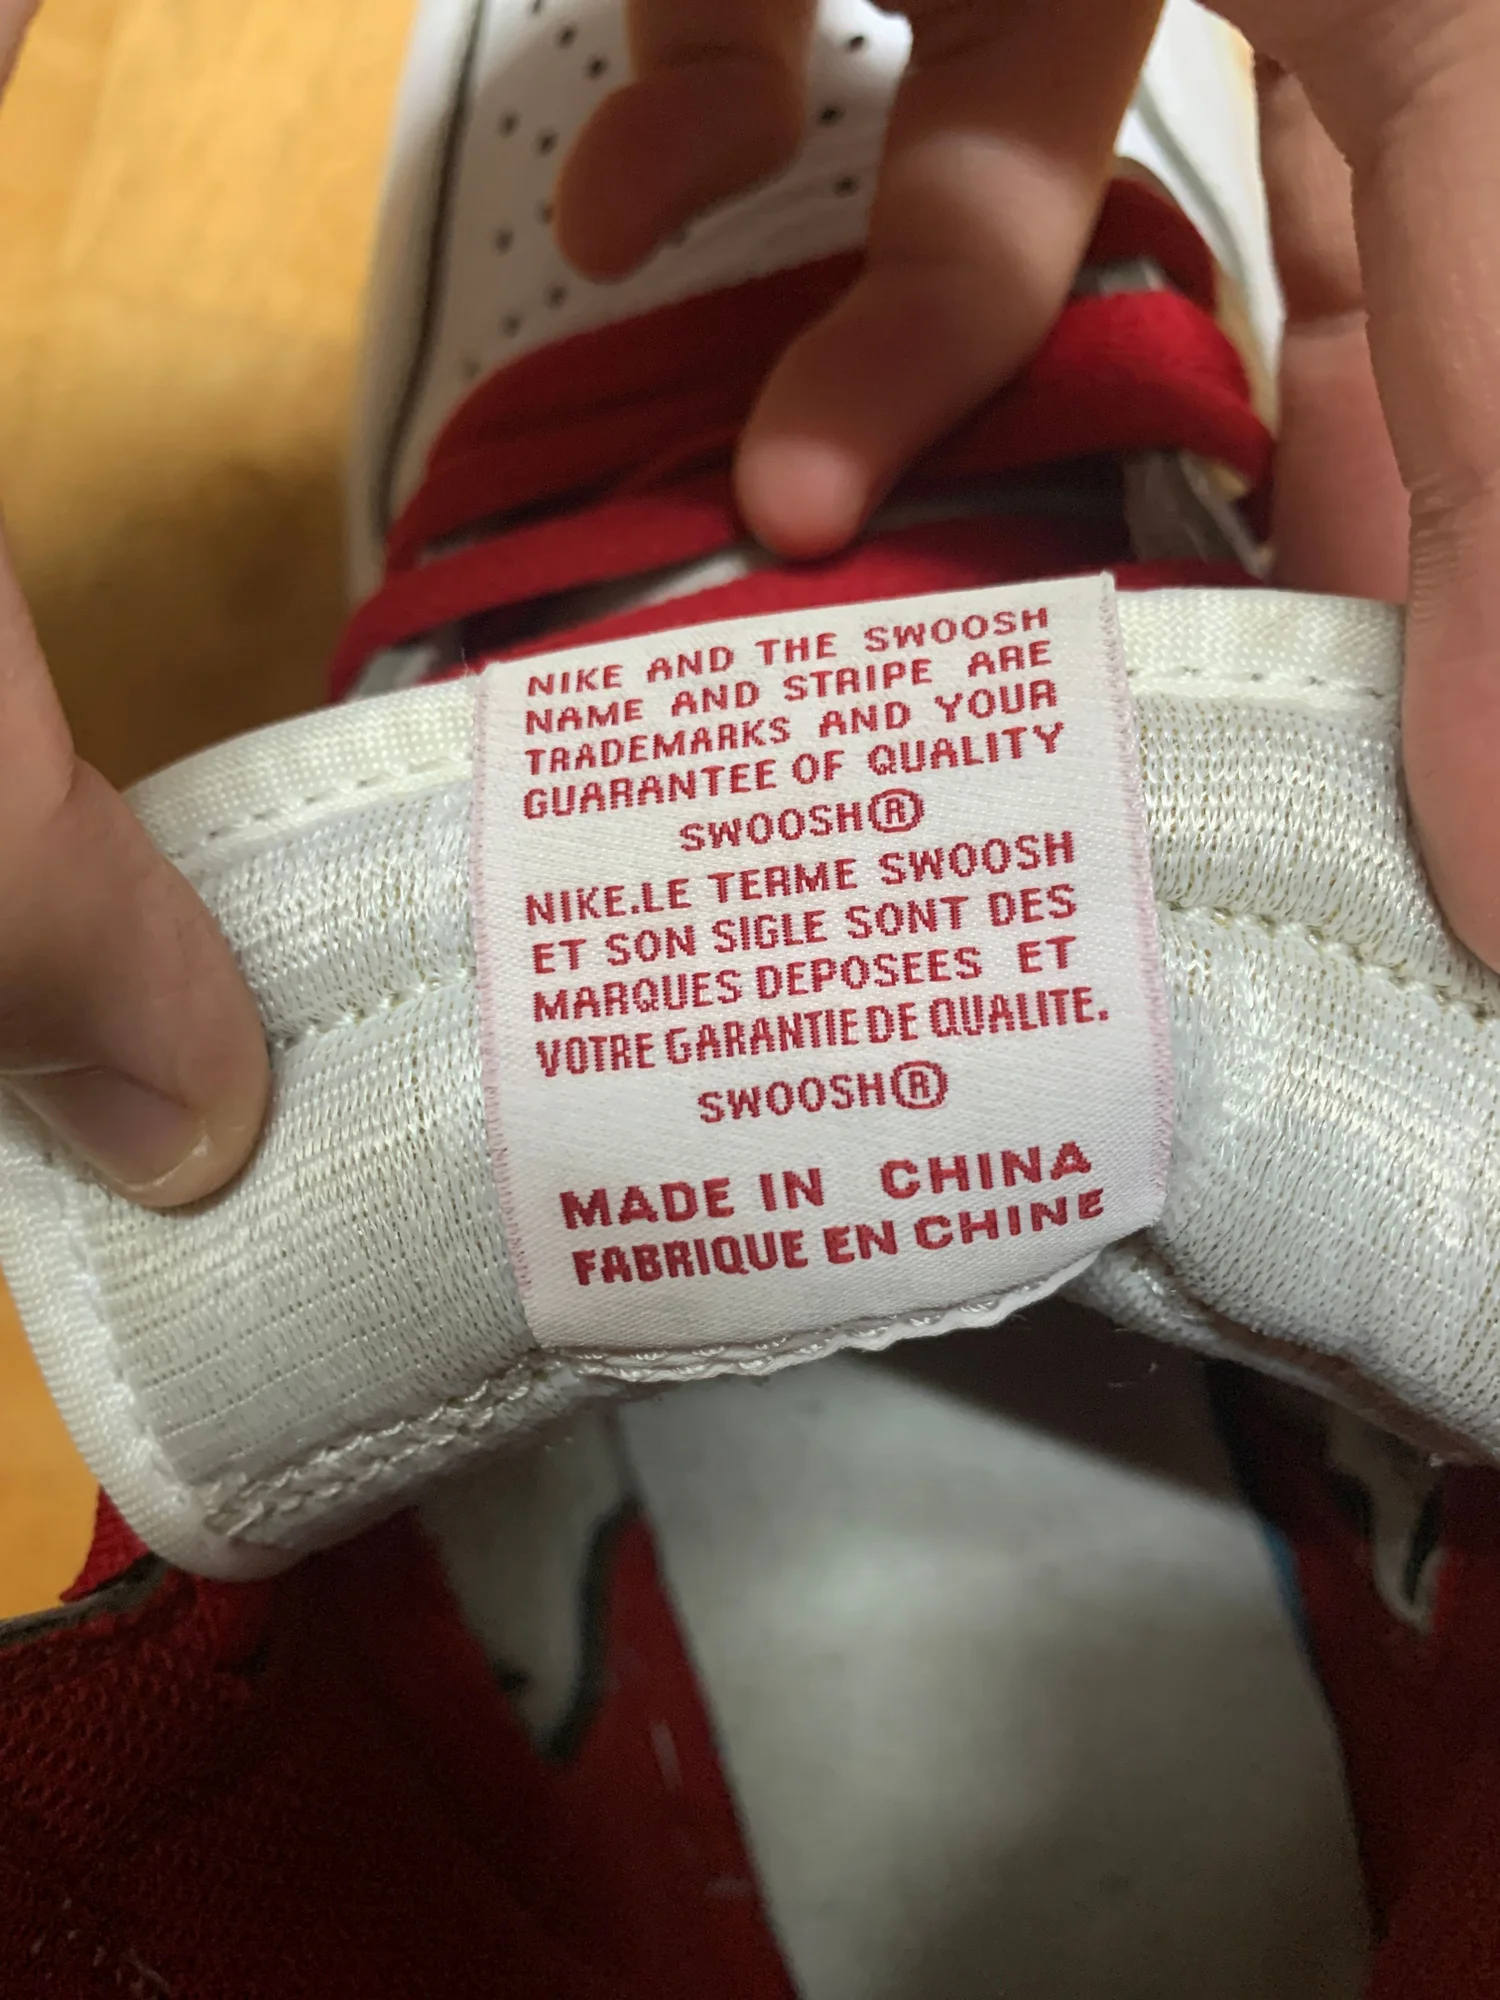 NIKE AND THE SWOOSH
NAME AND STRIPE ARE
TRADEMARKS AND YOUR
GUARANTEE OF QUALITY
SWOOSH®
NIKE.LE TERME SWOOSH
ET SON SIGLE SONT DES
MARQUES DEPOSEES ET
VOTRE GARANTIE DE QUALITE.
SWOOSH®
MADE IN CHINA
FABRIQUE EN CHINE